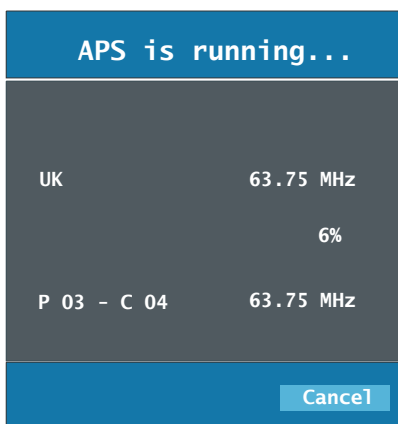 APS is running...
UK 63.75 MHz
6%
P 03 - C 04 63.75 MHz
Cancel